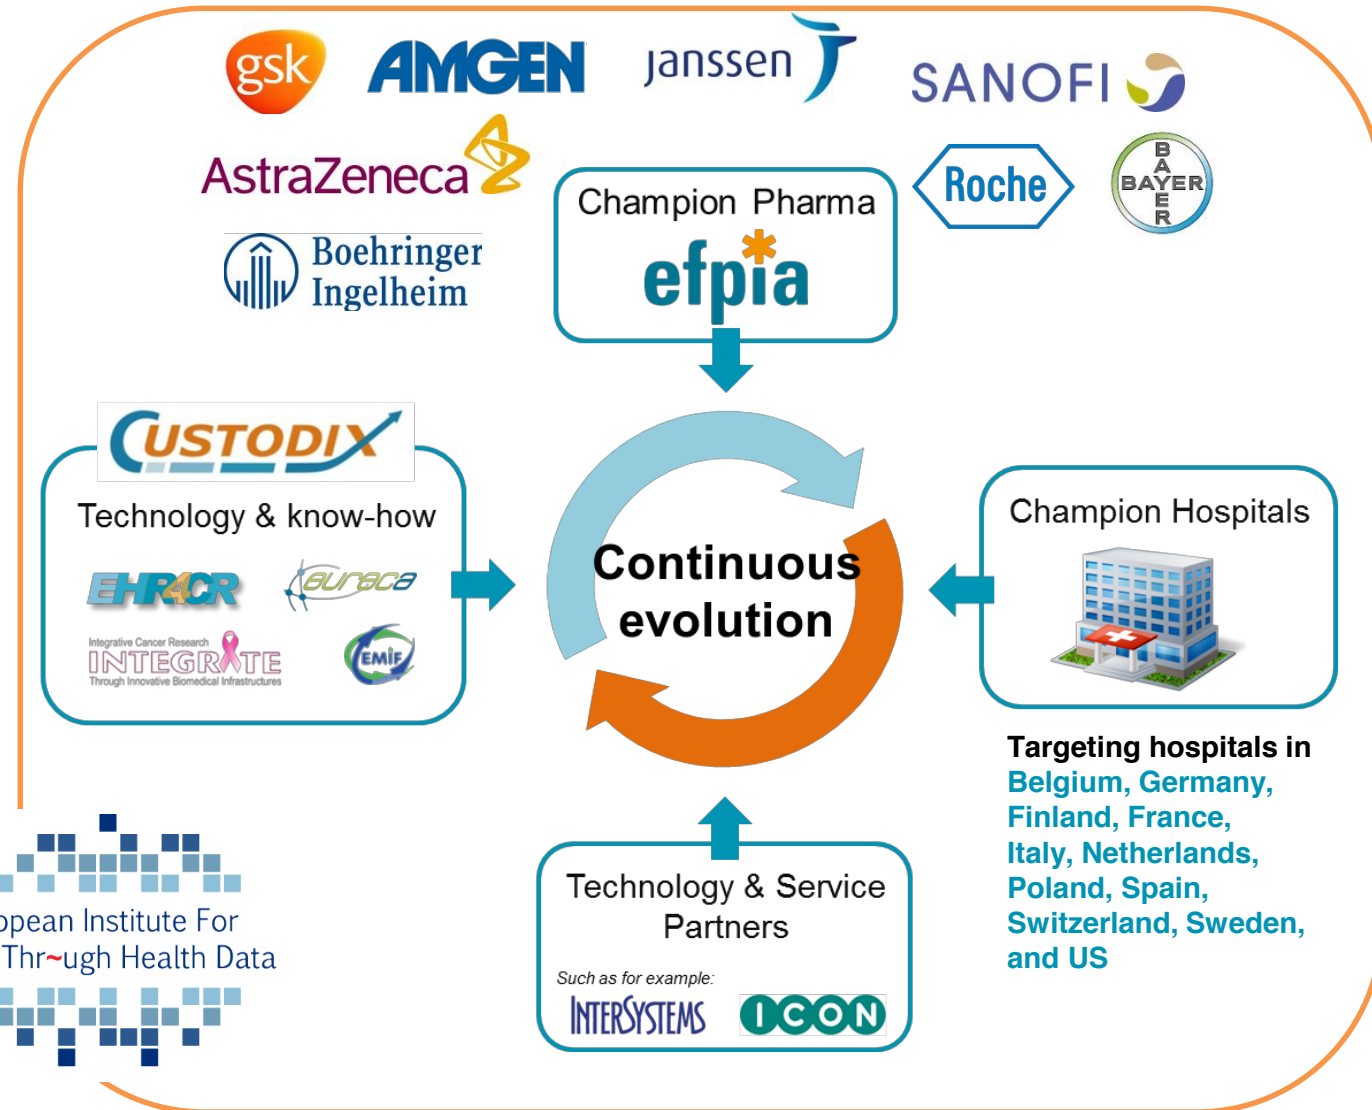 gsk
AMGEN
janssen
SANOFI
AstraZeneca
Roche
BAYER
BAYER
Boehringer
Ingelheim
Champion Pharma
efpia
CUSTODIX
Technology & know-how
EHR4CR
eureca
Integrative Cancer Research
INTEGRATE
Through Innovative Biomedical Infrastructures
EMIF
Continuous
evolution
Champion Hospitals
Targeting hospitals in
Belgium, Germany,
Finland, France,
Italy, Netherlands,
Poland, Spain,
Switzerland, Sweden,
and US
Technology & Service
Partners
Such as for example:
INTERSYSTEMS
ICON
opean Institute For
Thr~ugh Health Data